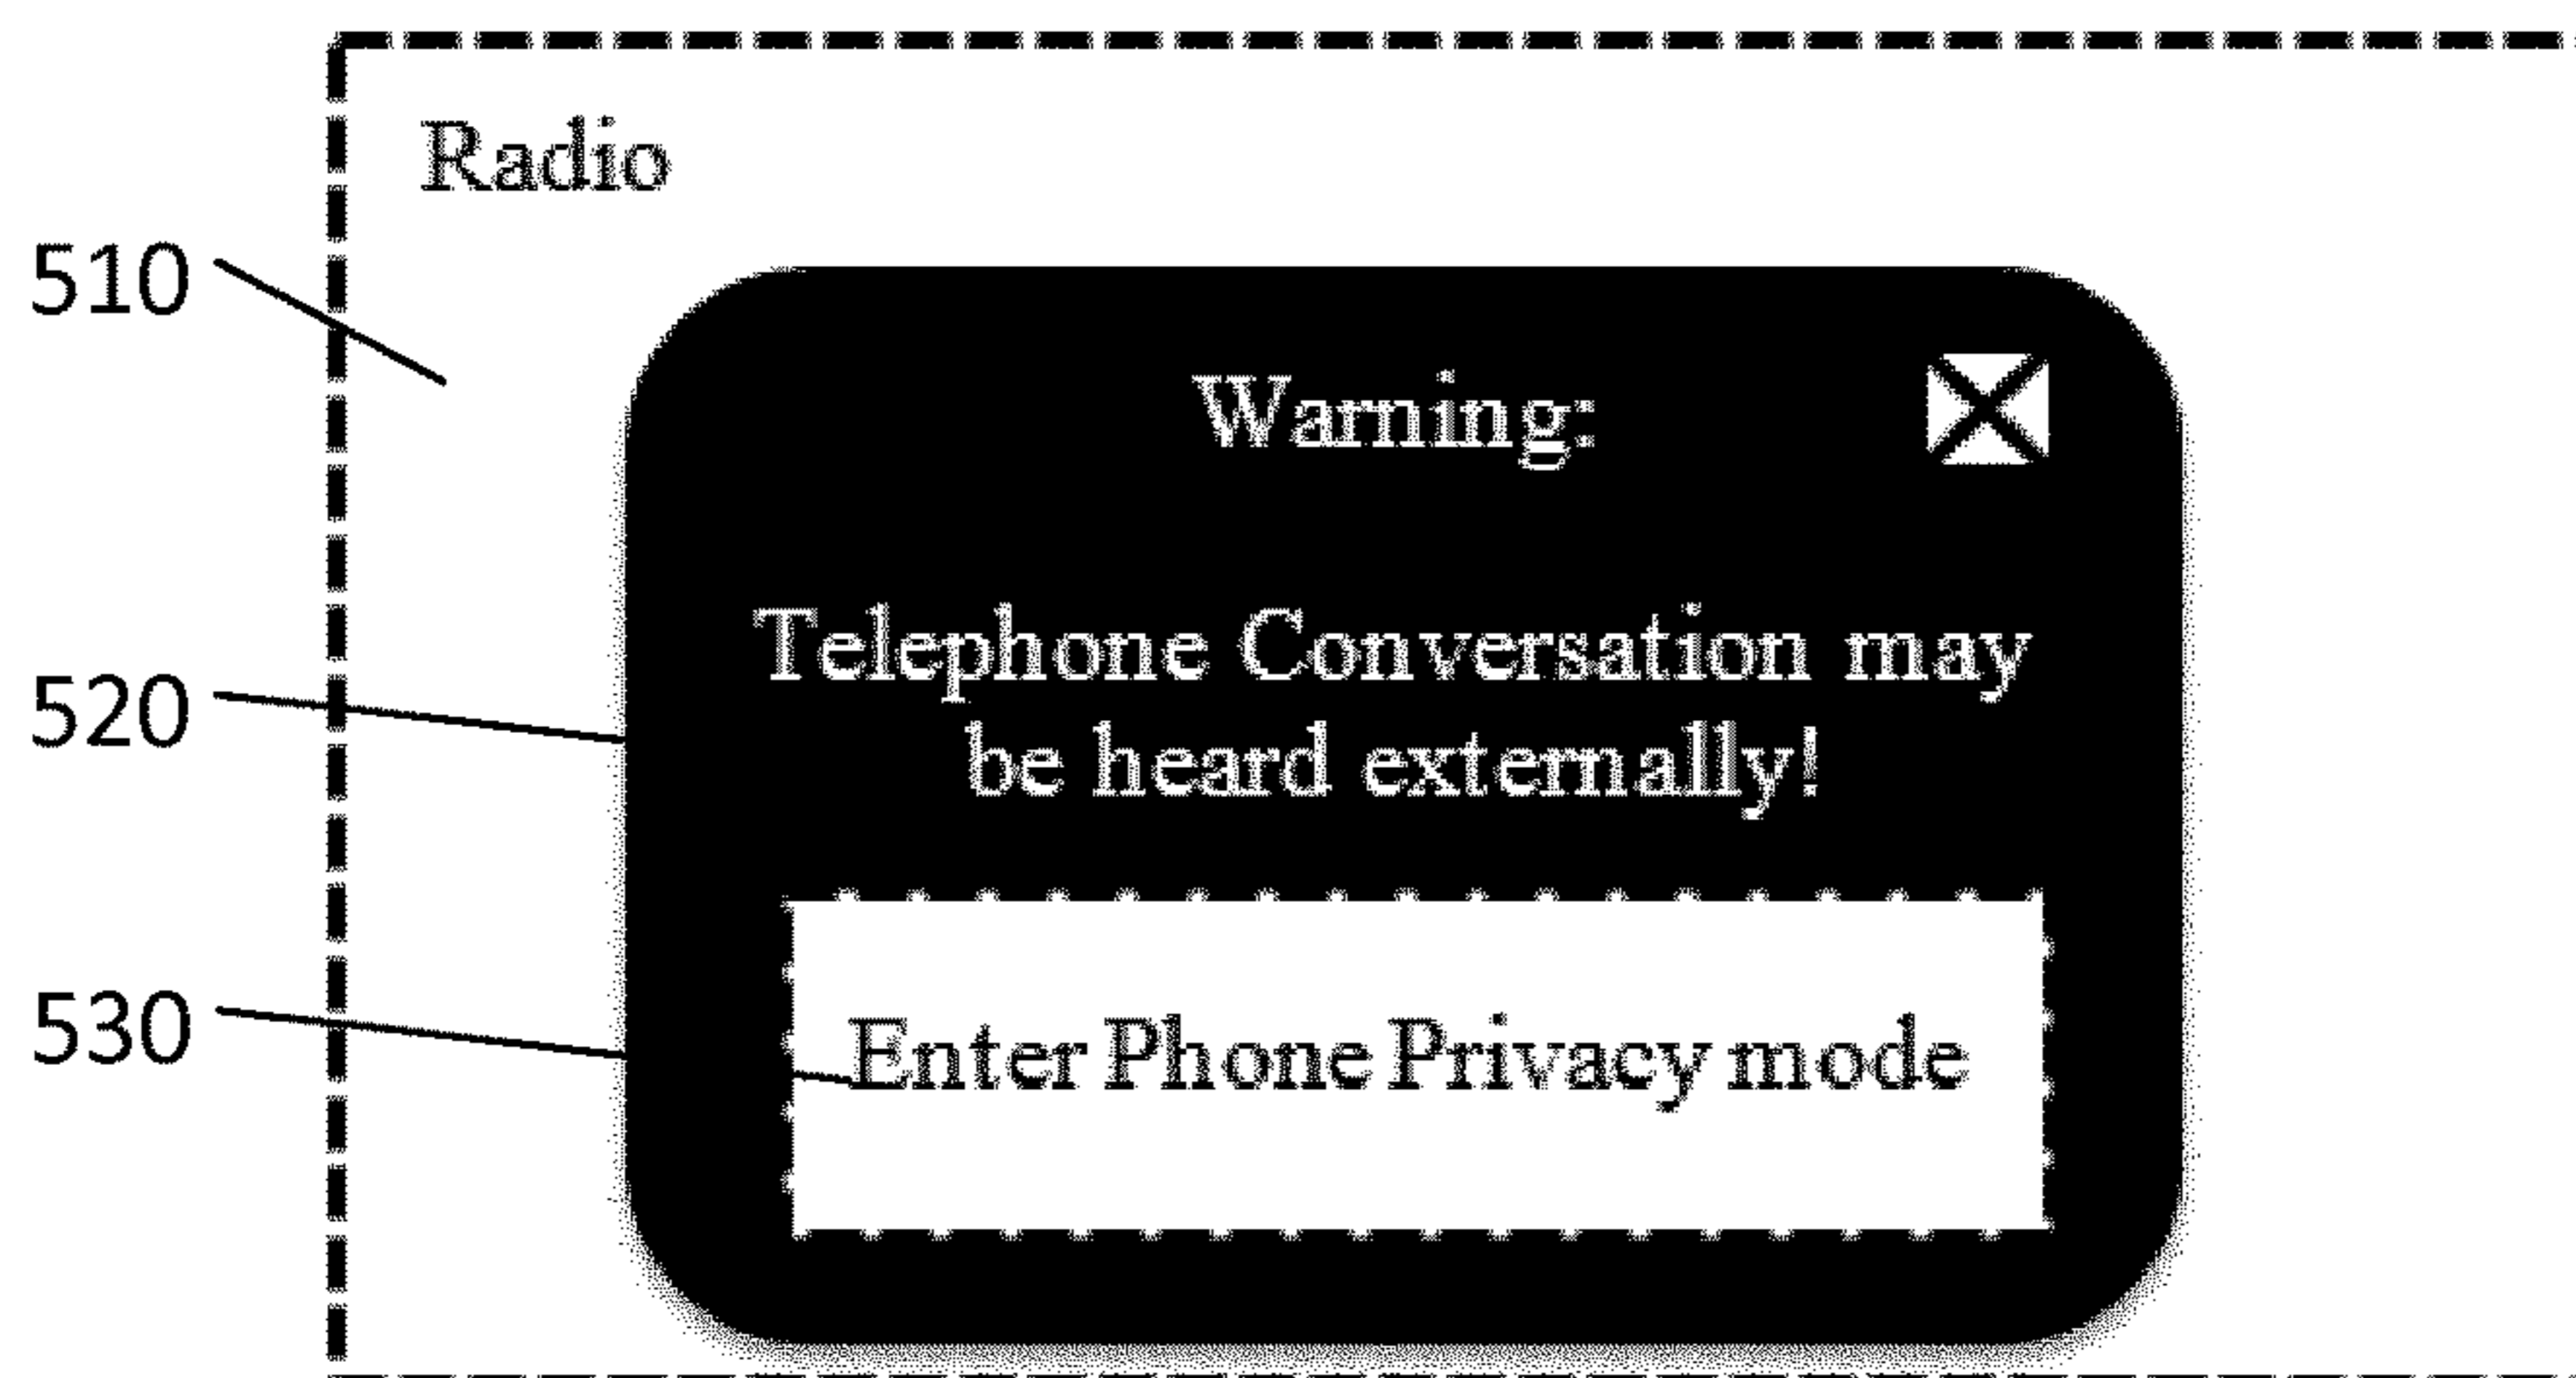 Radio
510
Warning:
520
Telephone Conversation may
be heard externally!
530
Enter Phone Privacy mode